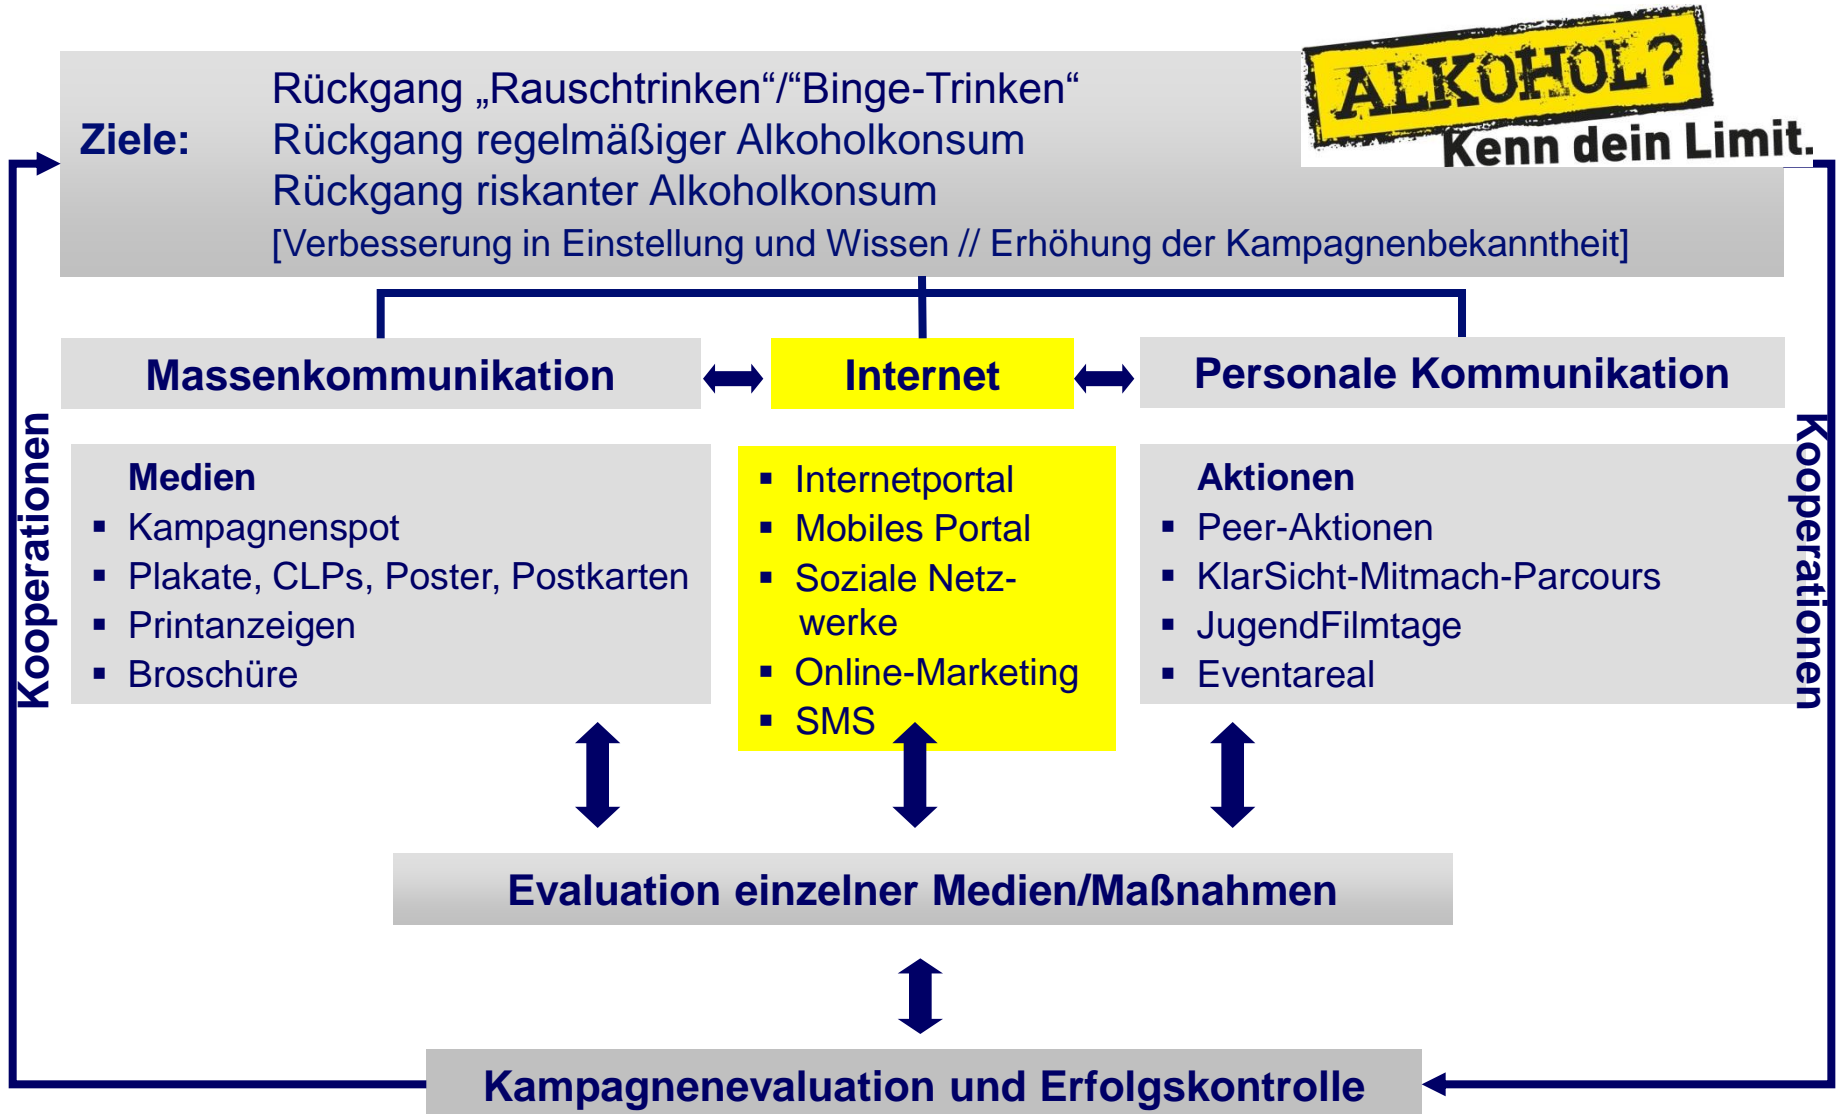 ALKOHOL?
Kenn dein Limit.
Ziele:
Rückgang „Rauschtrinken“/“Binge-Trinken“
Rückgang regelmäßiger Alkoholkonsum
Rückgang riskanter Alkoholkonsum
[Verbesserung in Einstellung und Wissen // Erhöhung der Kampagnenbekanntheit]
Massenkommunikation
Internet
Personale Kommunikation
Kooperationen
Medien
▪ Kampagnenspot
▪ Plakate, CLPs, Poster, Postkarten
▪ Printanzeigen
▪ Broschüre
▪ Internetportal
▪ Mobiles Portal
▪ Soziale Netz-
werke
▪ Online-Marketing
▪ SMS
Aktionen
▪ Peer-Aktionen
▪ KlarSicht-Mitmach-Parcours
▪ JugendFilmtage
▪ Eventareal
Kooperationen
Evaluation einzelner Medien/Maßnahmen
Kampagnenevaluation und Erfolgskontrolle